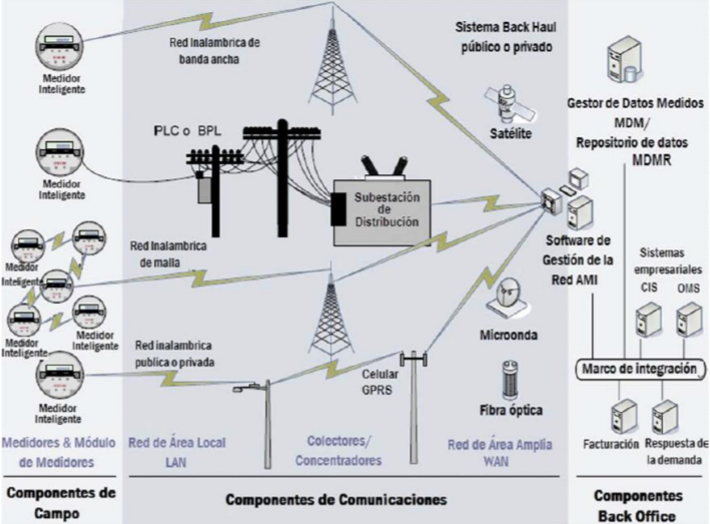 Medidor
Inteligente
Red Inalambrica de
banda ancha
Sistema Back Haul
público o privado
Satélite
Gestor de Datos Medidos
MDM/
Repositorio de datos
MDMR
PLC o BPL
Medidor
Inteligente
Subestación
de
Distribución
Software de
Gestión de la
Red AMI
Sistemas
empresariales
CIS OMS
Red Inalambrica
de malla
Medidor
Inteligente
Medidor
Inteligente
Medidor
Inteligente
Microonda
Red inalambrica
publica o privada
Celular
GPRS
Marco de integración
Medidor
Inteligente
Fibra óptica
Facturación
Respuesta de
la demanda
Medidores & Módulo
de Medidores
Red de Área Local
LAN
Colectores/
Concentradores
Red de Área Amplia
WAN
Componentes de
Campo
Componentes de Comunicaciones
Componentes
Back Office